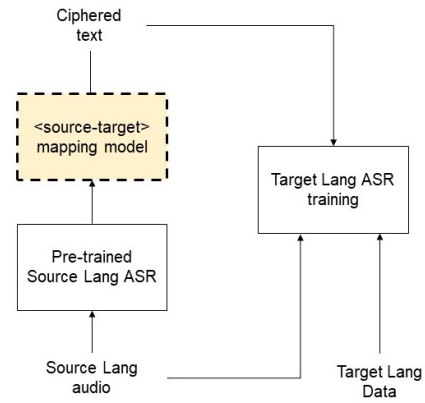 Ciphered
text
<source-target>
mapping model
Target Lang ASR
training
Pre-trained
Source Lang ASR
Source Lang
audio
Target Lang
Data